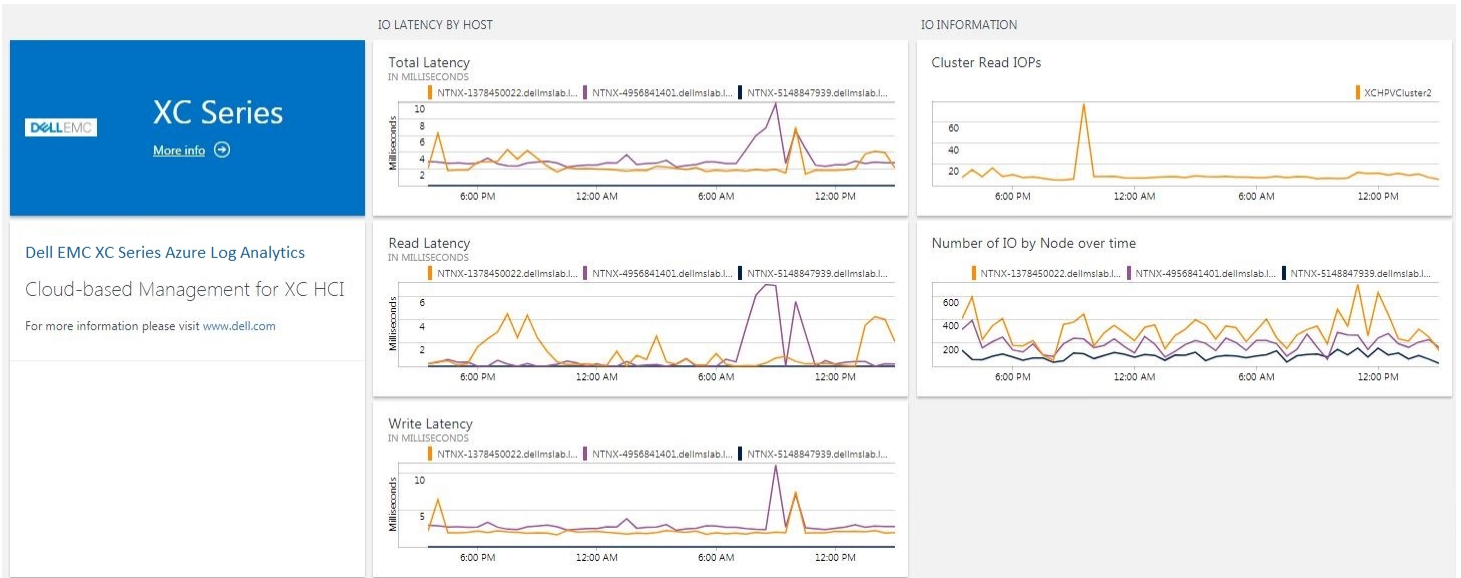 IO LATENCY BY HOST
IO INFORMATION
DELLEMC
XC Series
More info
Dell EMC XC Series Azure Log Analytics
Cloud-based Management for XC HCI
For more information please visit www.dell.com
Total Latency
IN MILLISECONDS
NTNX-1378450022.dellmslab.l... NTNX-4956841401.dellmslab.l... NTNX-5148847939.dellmslab.l...
Milliseconds
10
8
6
4
2
6:00 PM 12:00 AM 6:00 AM 12:00 PM
Read Latency
IN MILLISECONDS
NTNX-1378450022.dellmslab.l... NTNX-4956841401.dellmslab.l... NTNX-5148847939.dellmslab.l...
Milliseconds
6
4
2
6:00 PM 12:00 AM 6:00 AM 12:00 PM
Write Latency
IN MILLISECONDS
NTNX-1378450022.dellmslab.l... NTNX-4956841401.dellmslab.l... NTNX-5148847939.dellmslab.l...
Milliseconds
10
5
6:00 PM 12:00 AM 6:00 AM 12:00 PM
Cluster Read IOPs
XCHPVCluster2
60
40
20
6:00 PM 12:00 AM 6:00 AM 12:00 PM
Number of IO by Node over time
NTNX-1378450022.dellmslab.l... NTNX-4956841401.dellmslab.l... NTNX-5148847939.dellmslab.l...
600
400
200
6:00 PM 12:00 AM 6:00 AM 12:00 PM